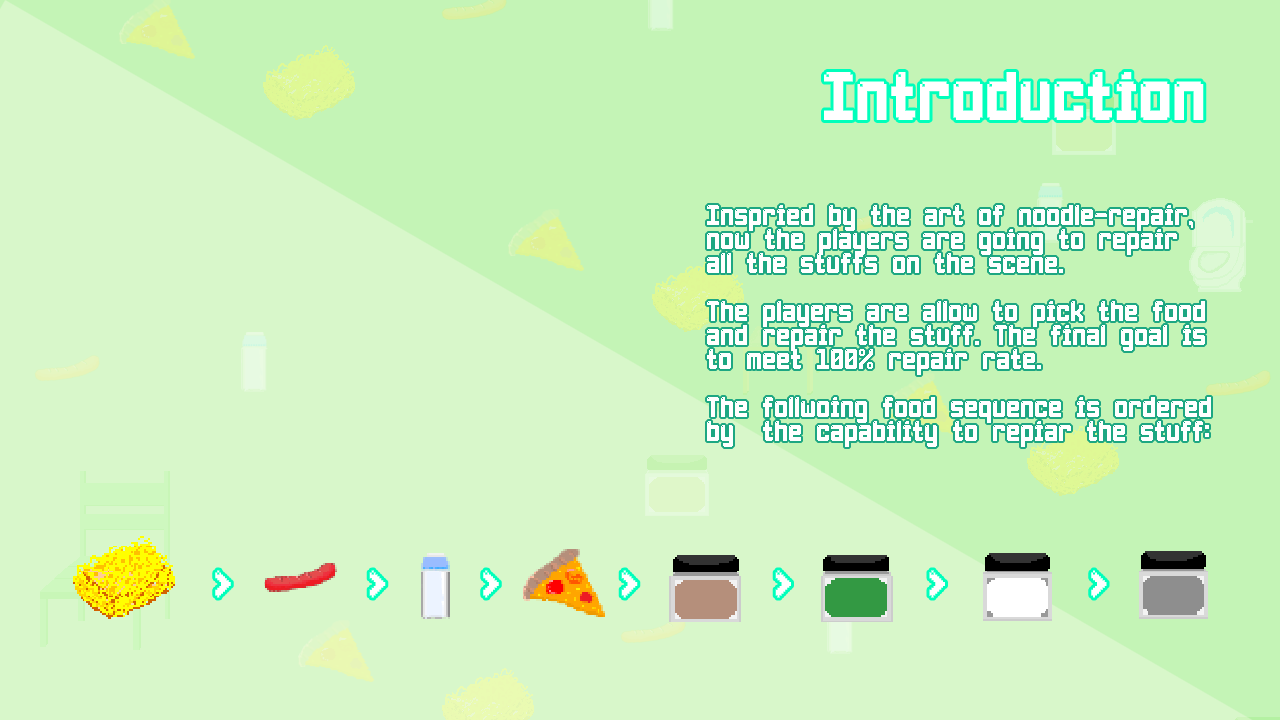 Introduction
Inspried by the art of noodle-repair,
now the players are going to repair
all the stuffs on the scene.
The players are allow to pick the food
and repair the stuff. The final goal is
to meet 100% repair rate.
The follwoing food sequence is ordered
by  the capability to repiar the stuff: